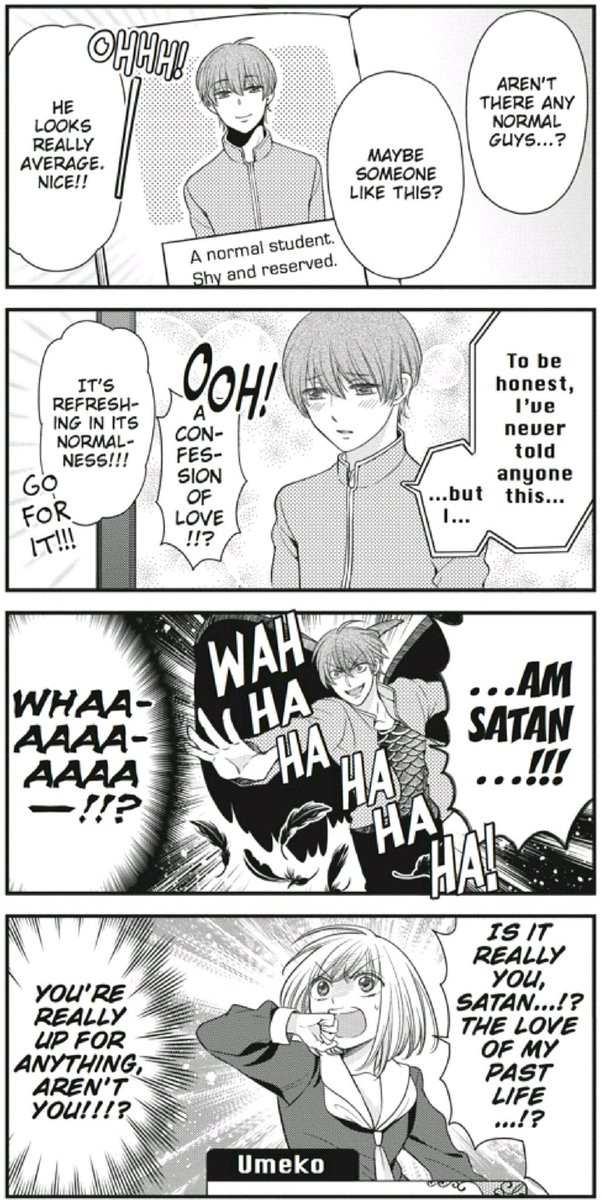 AREN'T
THERE ANY
NORMAL
GUYS...?
MAYBE
SOMEONE
LIKE THIS?
OHHH!
HE
LOOKS
REALLY
AVERAGE.
NICE!!
A normal student.
Shy and reserved.
To be
honest,
I've
never
told
anyone
this...
...but
I...
OOH!
A
CON-
FES-
SION
OF
LOVE
!!?
IT'S
REFRESH-
ING IN ITS
NORMAL-
NESS!!!
GO
FOR
IT!!!
...AM
SATAN
...!!!
WAH
HA
HA
HA
HA
HA!
WHAA-
AAAA-
AAAA
—!!?
IS IT
REALLY
YOU,
SATAN...!?
THE LOVE
OF MY
PAST
LIFE
...!?
YOU'RE
REALLY
UP FOR
ANYTHING,
AREN'T
YOU!!!?
Umeko